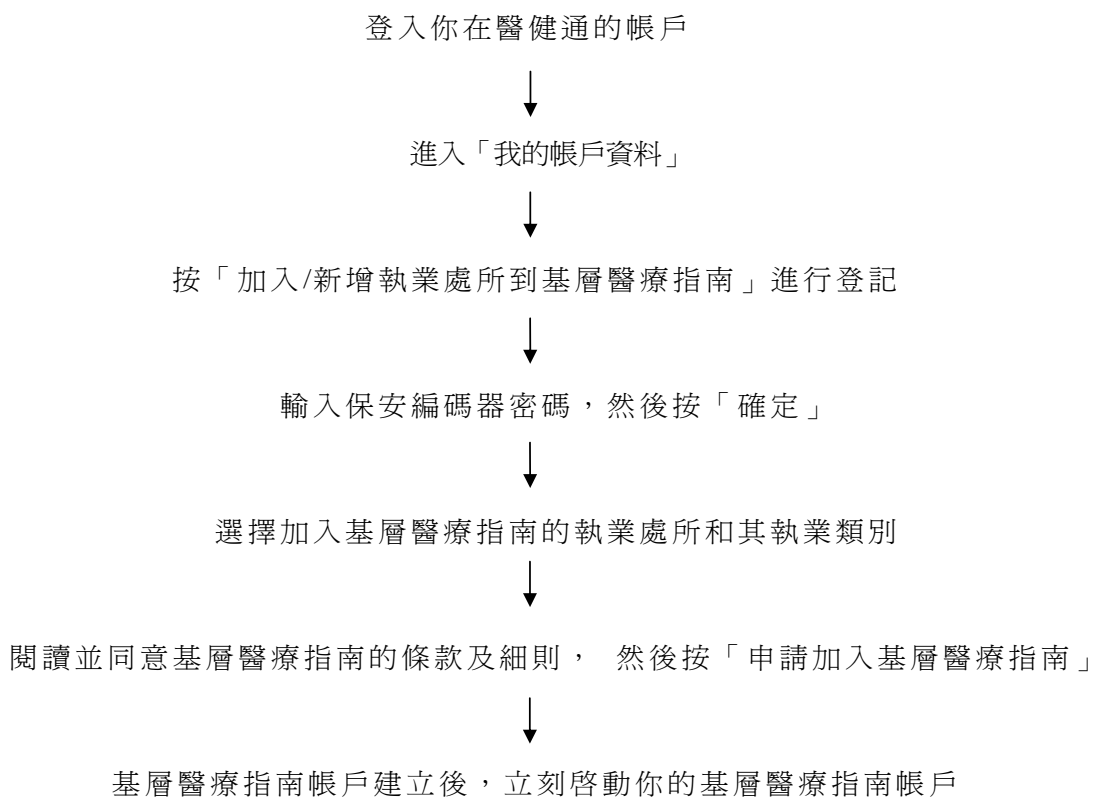 登入你在醫健通的帳戶
進入「我的帳戶資料」
按「加入/新增執業處所到基層醫療指南」進行登記
輸入保安編碼器密碼，然後按「確定」
選擇加入基層醫療指南的執業處所和其執業類別
閱讀並同意基層醫療指南的條款及細則， 然後按「申請加入基層醫療指南」
基層醫療指南帳戶建立後，立刻啓動你的基層醫療指南帳戶